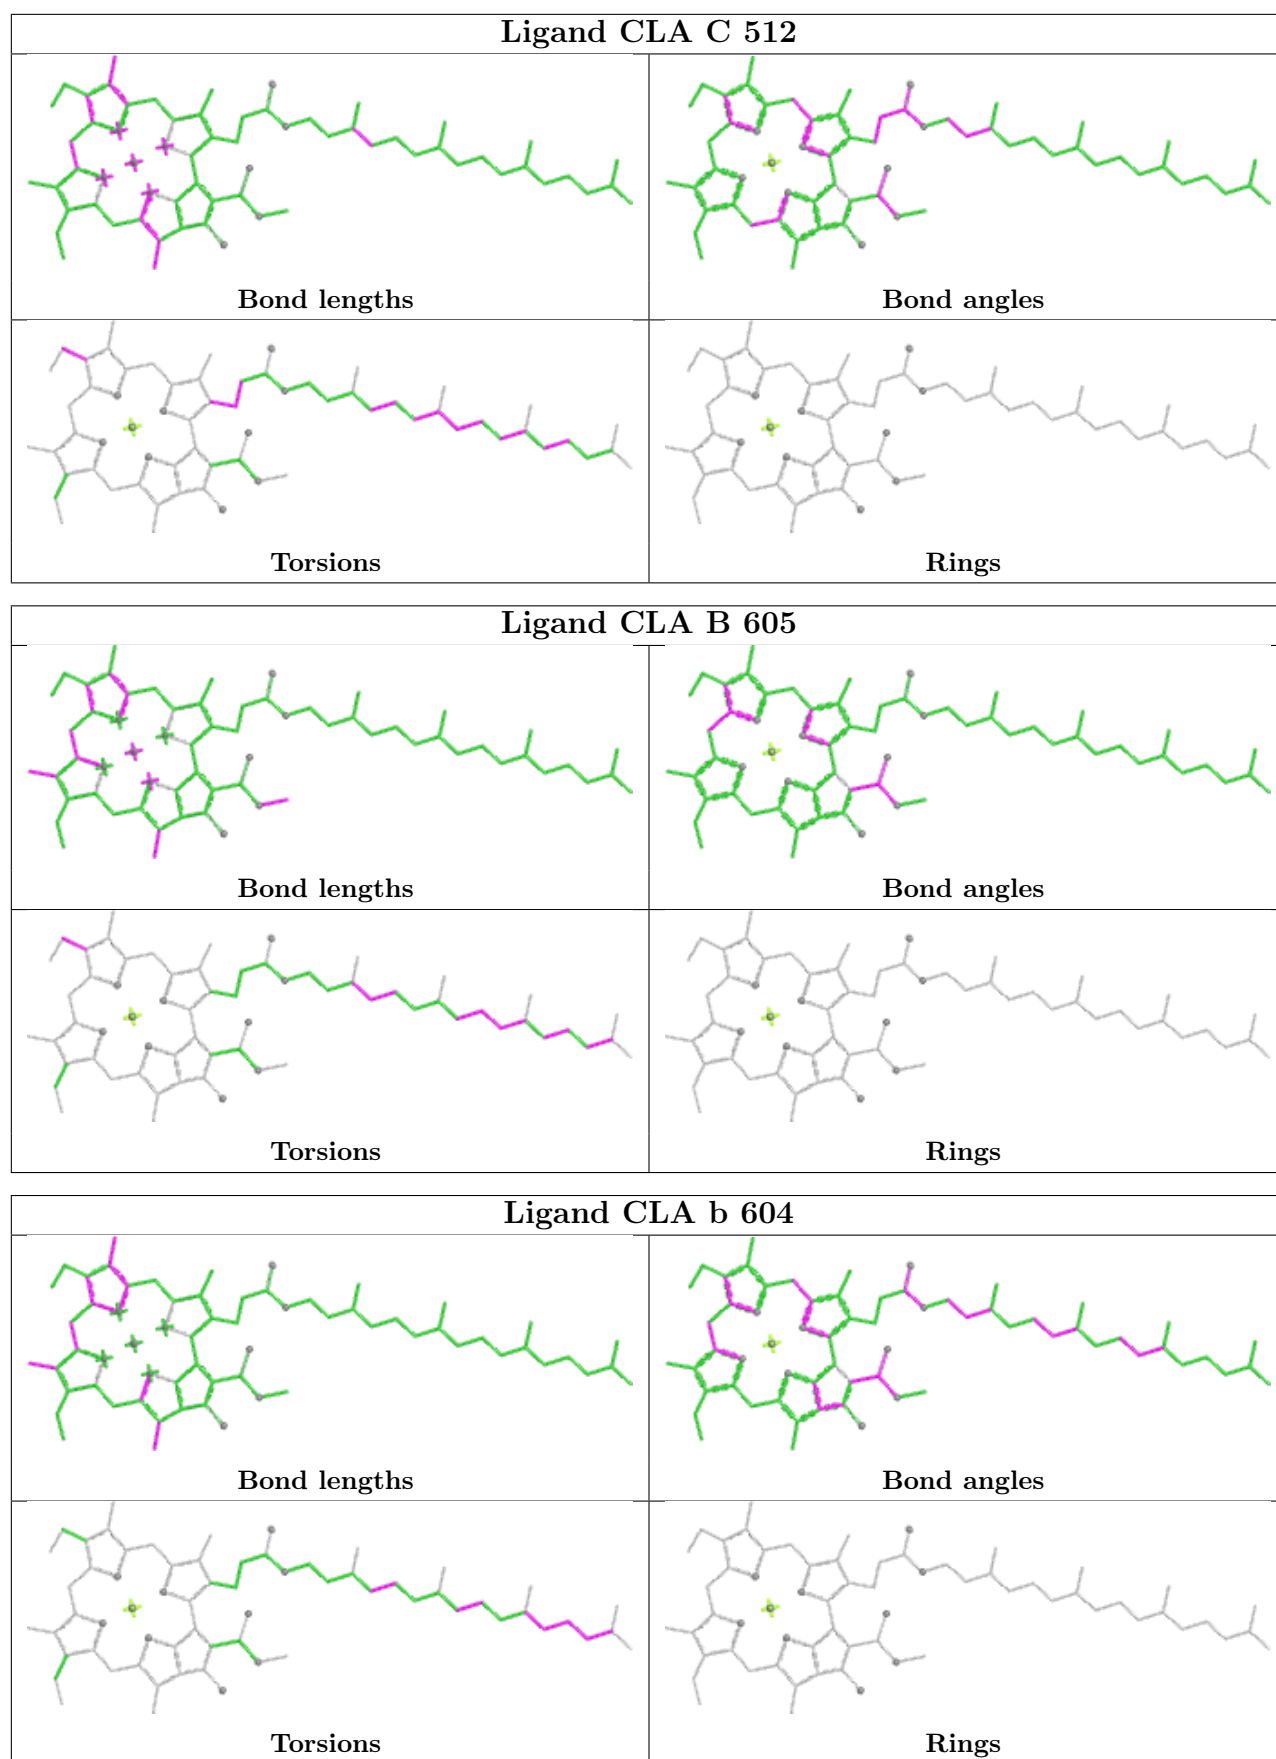 Ligand CLA C 512
Bond lengths
Bond angles
Torsions
Rings
Ligand CLA B 605
Bond lengths
Bond angles
Torsions
Rings
Ligand CLA b 604
Bond lengths
Bond angles
Torsions
Rings